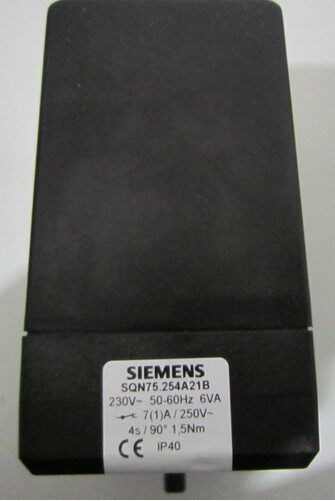 SIEMENS
SQN75.254A21B
230V~ 50-60Hz 6VA
7(1)A / 250V~
4s / 90° 1,5Nm
CE IP40